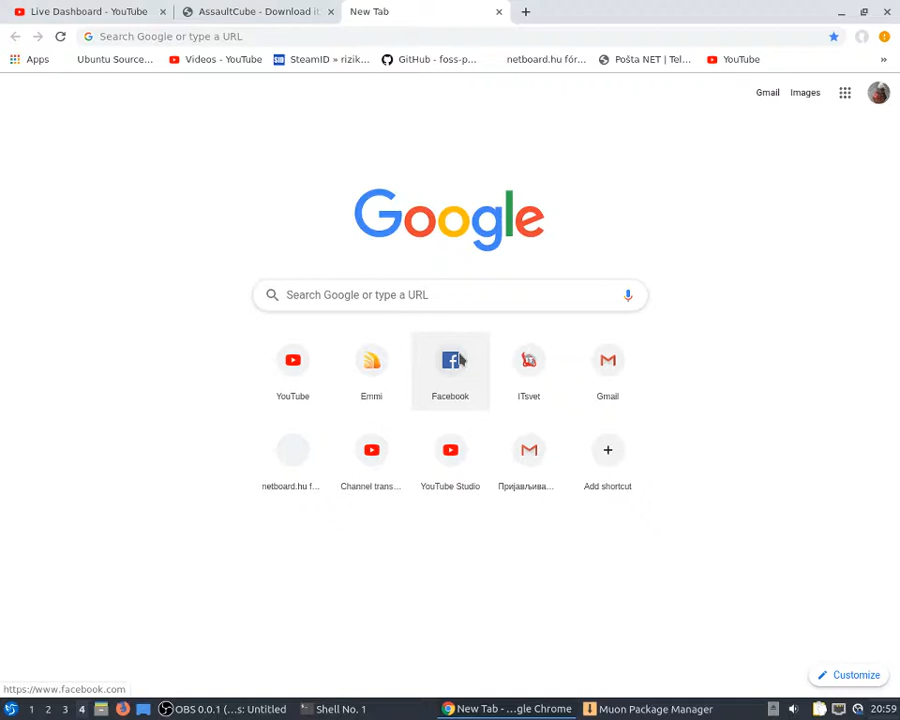 Live Dashboard - YouTube
AssaultCube - Download it
New Tab
Search Google or type a URL
Apps
Ubuntu Source...
Videos - YouTube
SteamID » rizik...
GitHub - foss-p...
netboard.hu fór...
Pošta NET | Tel...
YouTube
»
Gmail
Images
Google
Search Google or type a URL
YouTube
Emmi
Facebook
ITsvet
Gmail
netboard.hu f...
Channel trans...
YouTube Studio
Пријављива...
Add shortcut
Customize
https://www.facebook.com
1 2 3 4
OBS 0.0.1 (...s: Untitled
Shell No. 1
New Tab - ...gle Chrome
Muon Package Manager
20:59